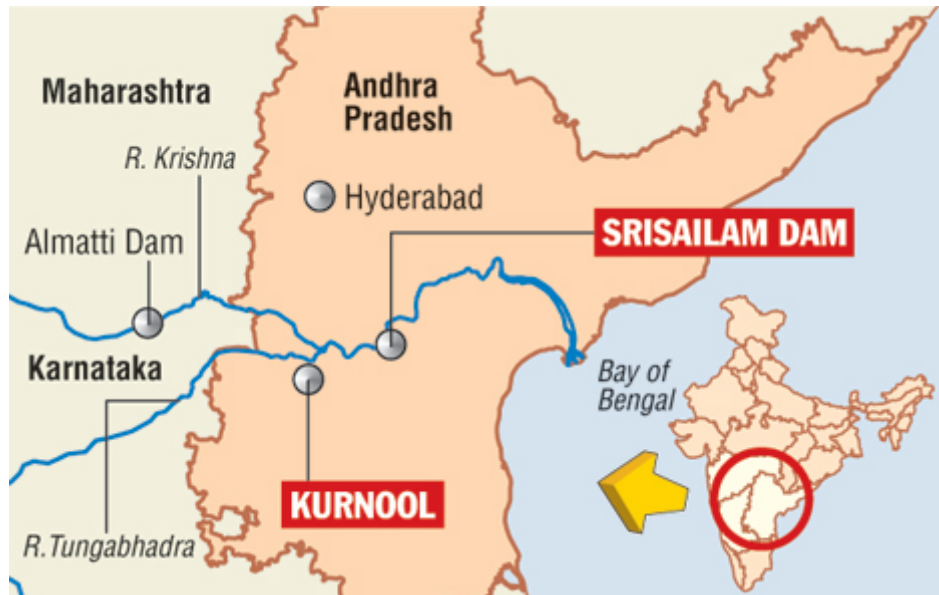 Maharashtra
Andhra
Pradesh
R. Krishna
Hyderabad
Almatti Dam
SRISAILAM DAM
Karnataka
Bay of
Bengal
KURNOOL
R.Tungabhadra